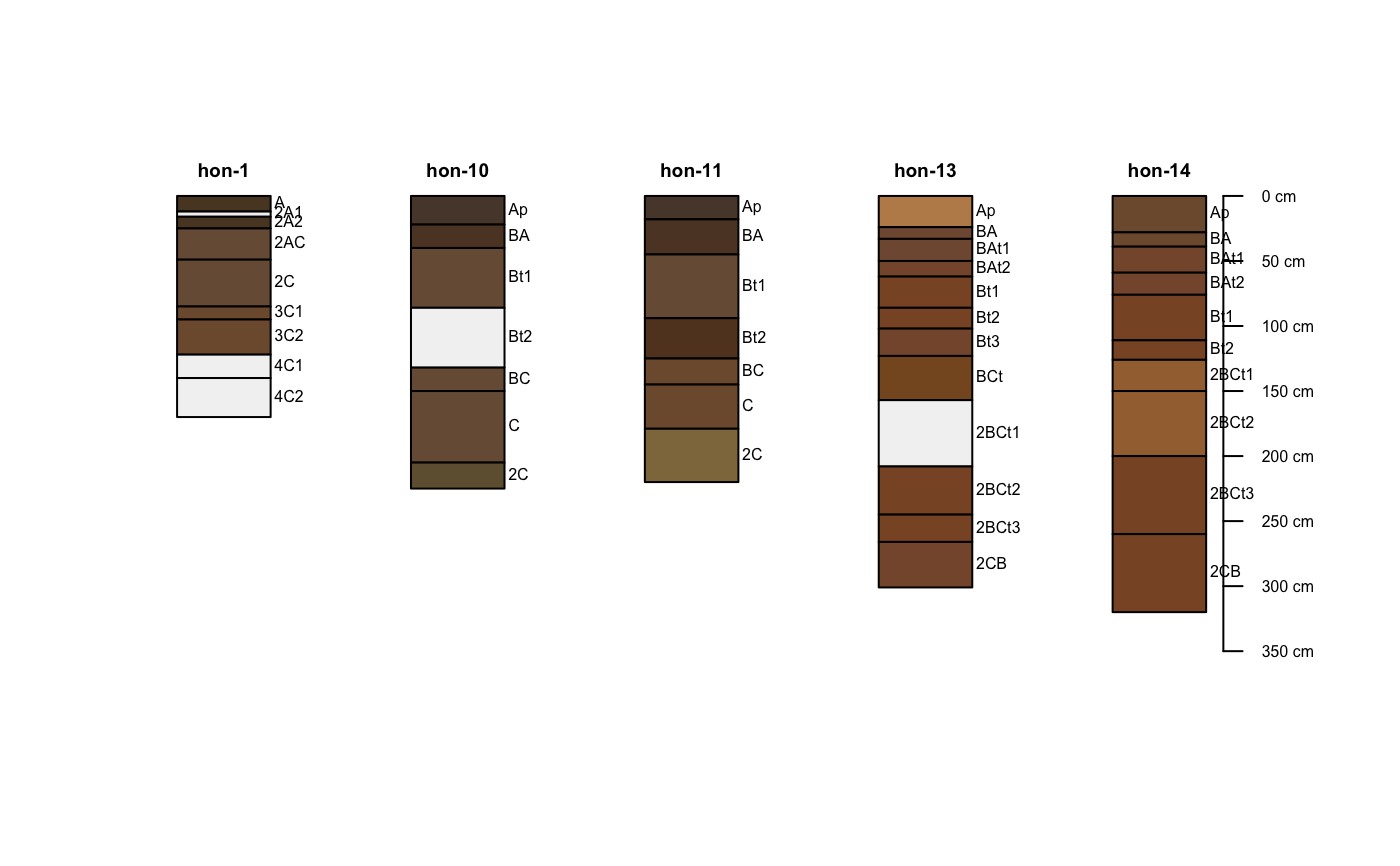 hon-1
hon-10
hon-11
hon-13
hon-14
A
2A1
2A2
2AC
2C
3C1
3C2
4C1
4C2
Ap
BA
Bt1
Bt2
BC
C
2C
Ap
BA
Bt1
Bt2
BC
C
2C
Ap
BA
BAt1
BAt2
Bt1
Bt2
Bt3
BCt
2BCt1
2BCt2
2BCt3
2CB
Ap
BA
BAt1
BAt2
Bt1
Bt2
2BCt1
2BCt2
2BCt3
2CB
0 cm
50 cm
100 cm
150 cm
200 cm
250 cm
300 cm
350 cm